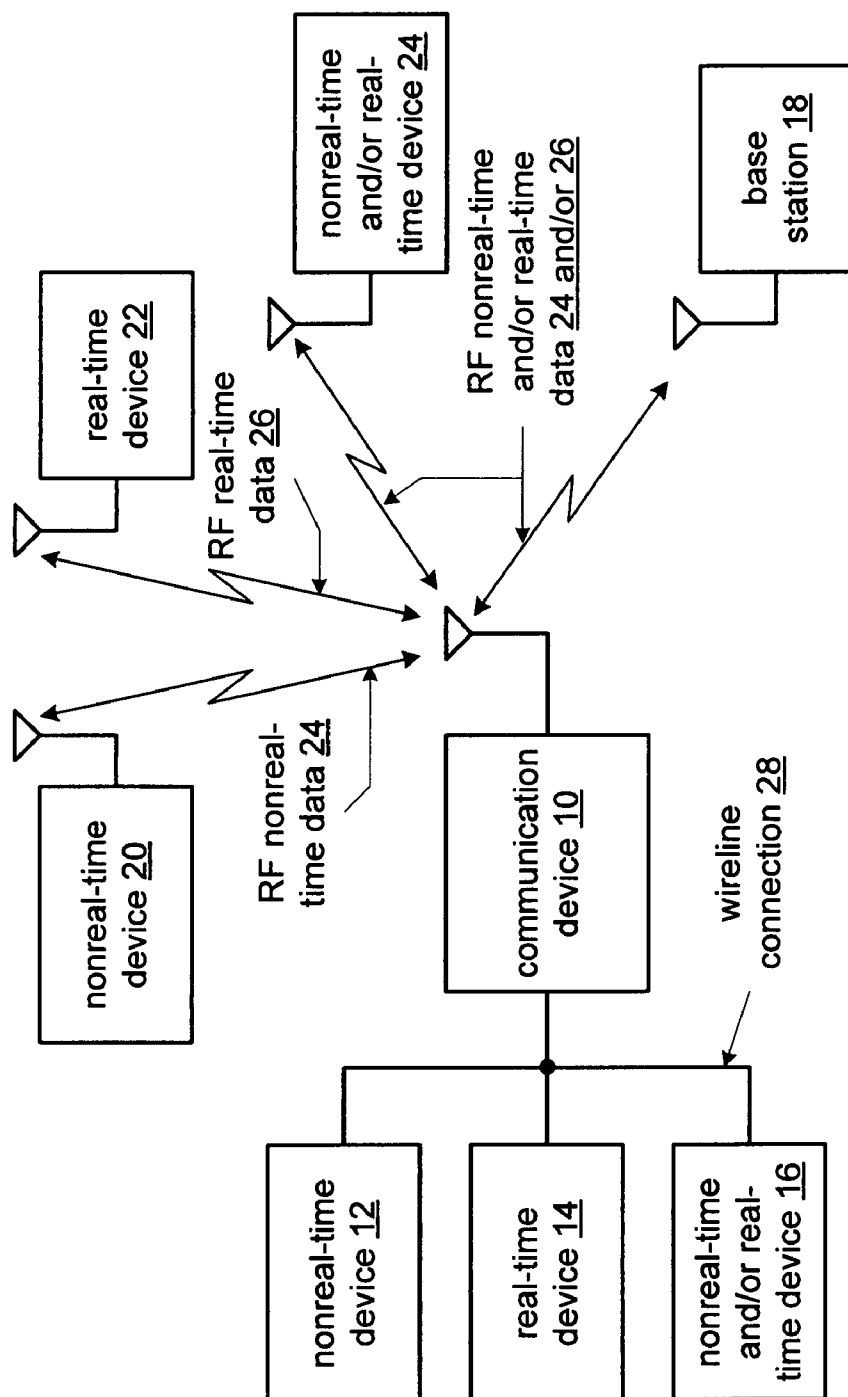 nonreal-time
device 20
real-time
device 22
RF real-time
data 26
RF nonreal-
time data 24
nonreal-time
and/or real-
time device 24
RF nonreal-time
and/or real-time
data 24 and/or 26
base
station 18
communication
device 10
wireline
connection 28
nonreal-time
device 12
real-time
device 14
nonreal-time
and/or real-
time device 16